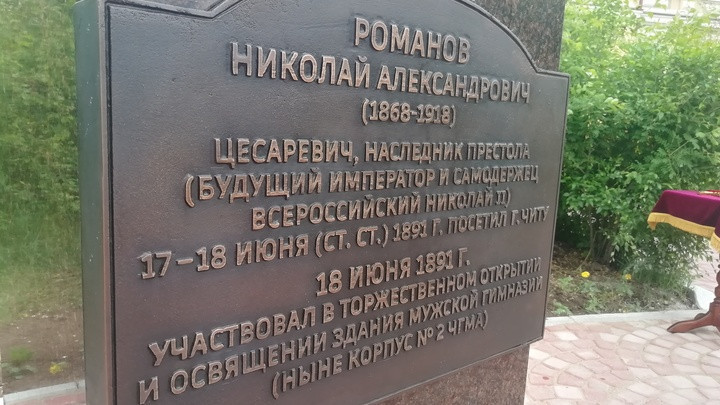 РОМАНОВ
НИКОЛАЙ АЛЕКСАНДРОВИЧ
(1868-1918)
ЦЕСАРЕВИЧ, НАСЛЕДНИК ПРЕСТОЛА
(БУДУЩИЙ ИМПЕРАТОР И САМОДЕРЖЕЦ
ВСЕРОССИЙСКИЙ НИКОЛАЙ II)
17–18 ИЮНЯ (СТ. СТ.) 1891 Г. ПОСЕТИЛ Г. ЧИТУ
18 ИЮНЯ 1891 Г.
УЧАСТВОВАЛ В ТОРЖЕСТВЕННОМ ОТКРЫТИИ
И ОСВЯЩЕНИИ ЗДАНИЯ МУЖСКОЙ ГИМНАЗИИ
(НЫНЕ КОРПУС № 2 ЧГМА)